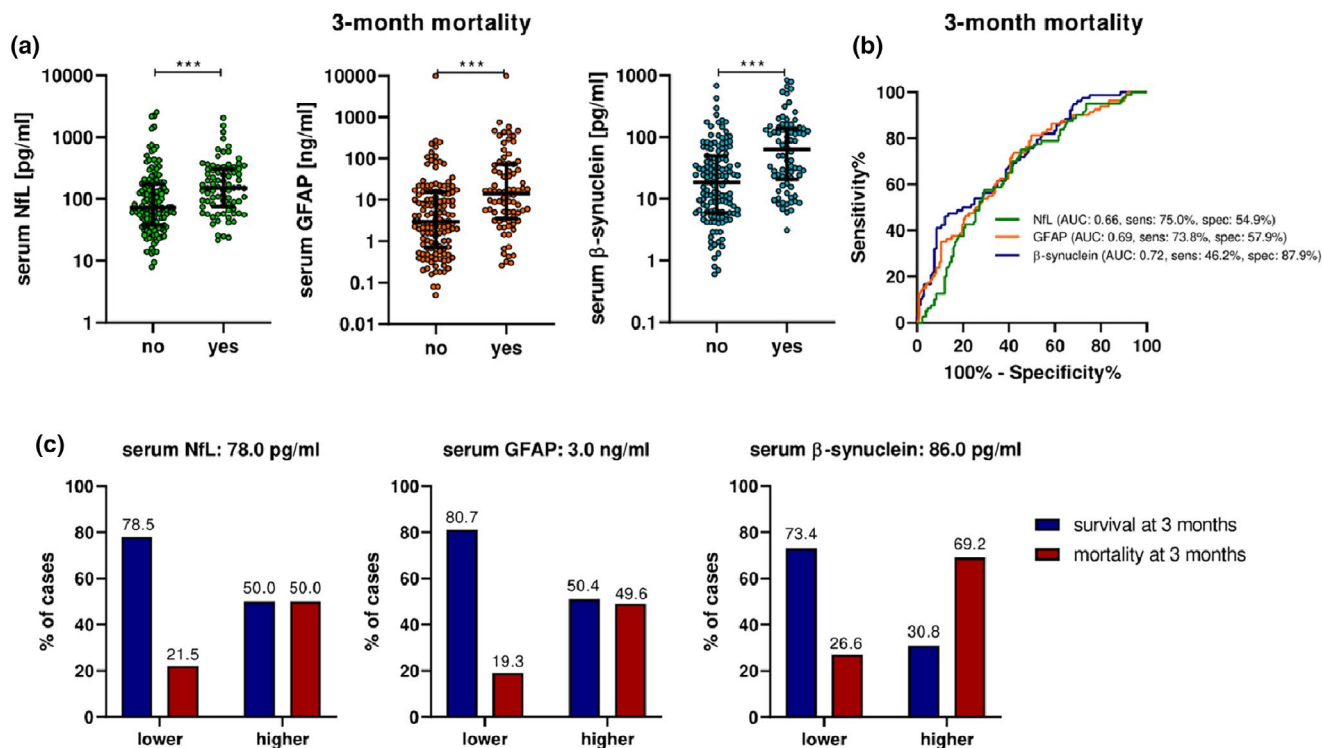 3-month mortality
3-month mortality
(a)
(b)
***
***
***
serum NfL [pg/ml]
10000
1000
100
10
1
no
yes
serum GFAP [ng/ml]
10000
1000
100
10
1
0.1
0.01
no
yes
serum β-synuclein [pg/ml]
1000
100
10
1
0.1
no
yes
Sensitivity%
100
80
60
40
20
0
NfL (AUC: 0.66, sens: 75.0%, spec: 54.9%)
GFAP (AUC: 0.69, sens: 73.8%, spec: 57.9%)
β-synuclein (AUC: 0.72, sens: 46.2%, spec: 87.9%)
0 20 40 60 80 100
100% - Specificity%
(c)
serum NfL: 78.0 pg/ml
% of cases
100
80
60
40
20
0
78.5
21.5
50.0
50.0
lower
higher
serum GFAP: 3.0 ng/ml
% of cases
100
80
60
40
20
0
80.7
19.3
50.4
49.6
lower
higher
serum β-synuclein: 86.0 pg/ml
% of cases
100
80
60
40
20
0
73.4
26.6
30.8
69.2
lower
higher
survival at 3 months
mortality at 3 months